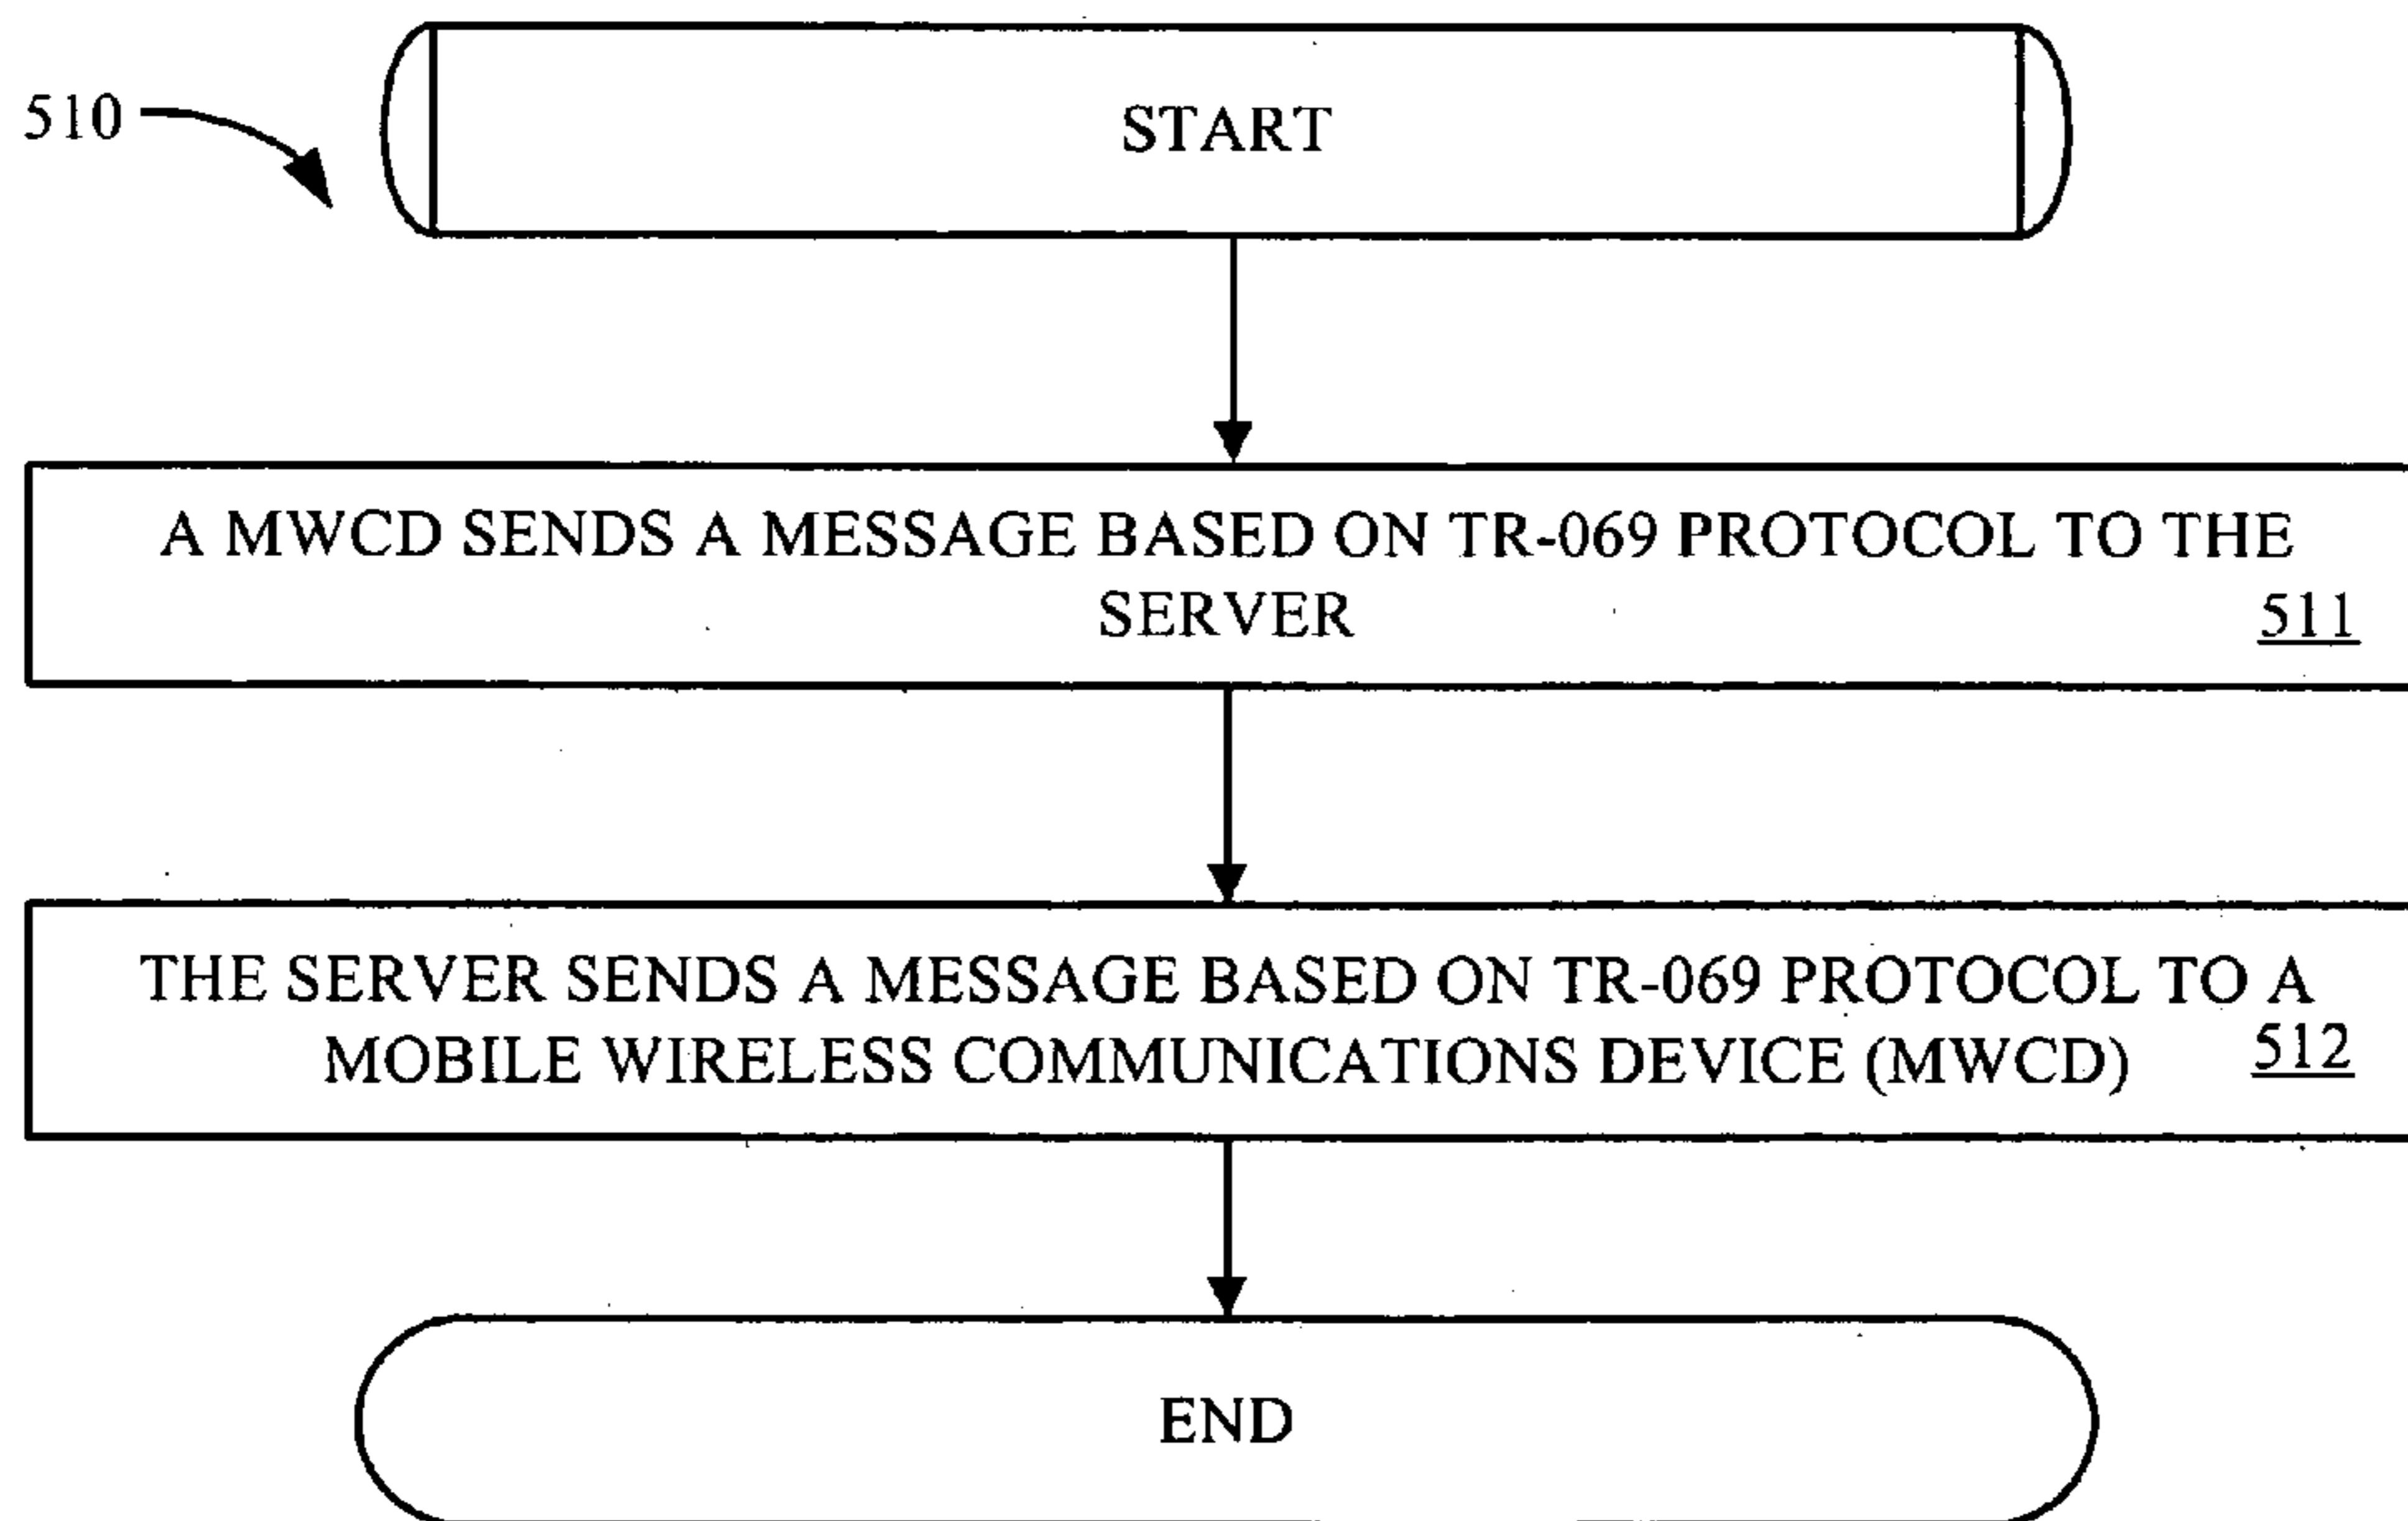 510
START
A MWCD SENDS A MESSAGE BASED ON TR-069 PROTOCOL TO THE
SERVER
511
THE SERVER SENDS A MESSAGE BASED ON TR-069 PROTOCOL TO A
MOBILE WIRELESS COMMUNICATIONS DEVICE (MWCD)
512
END